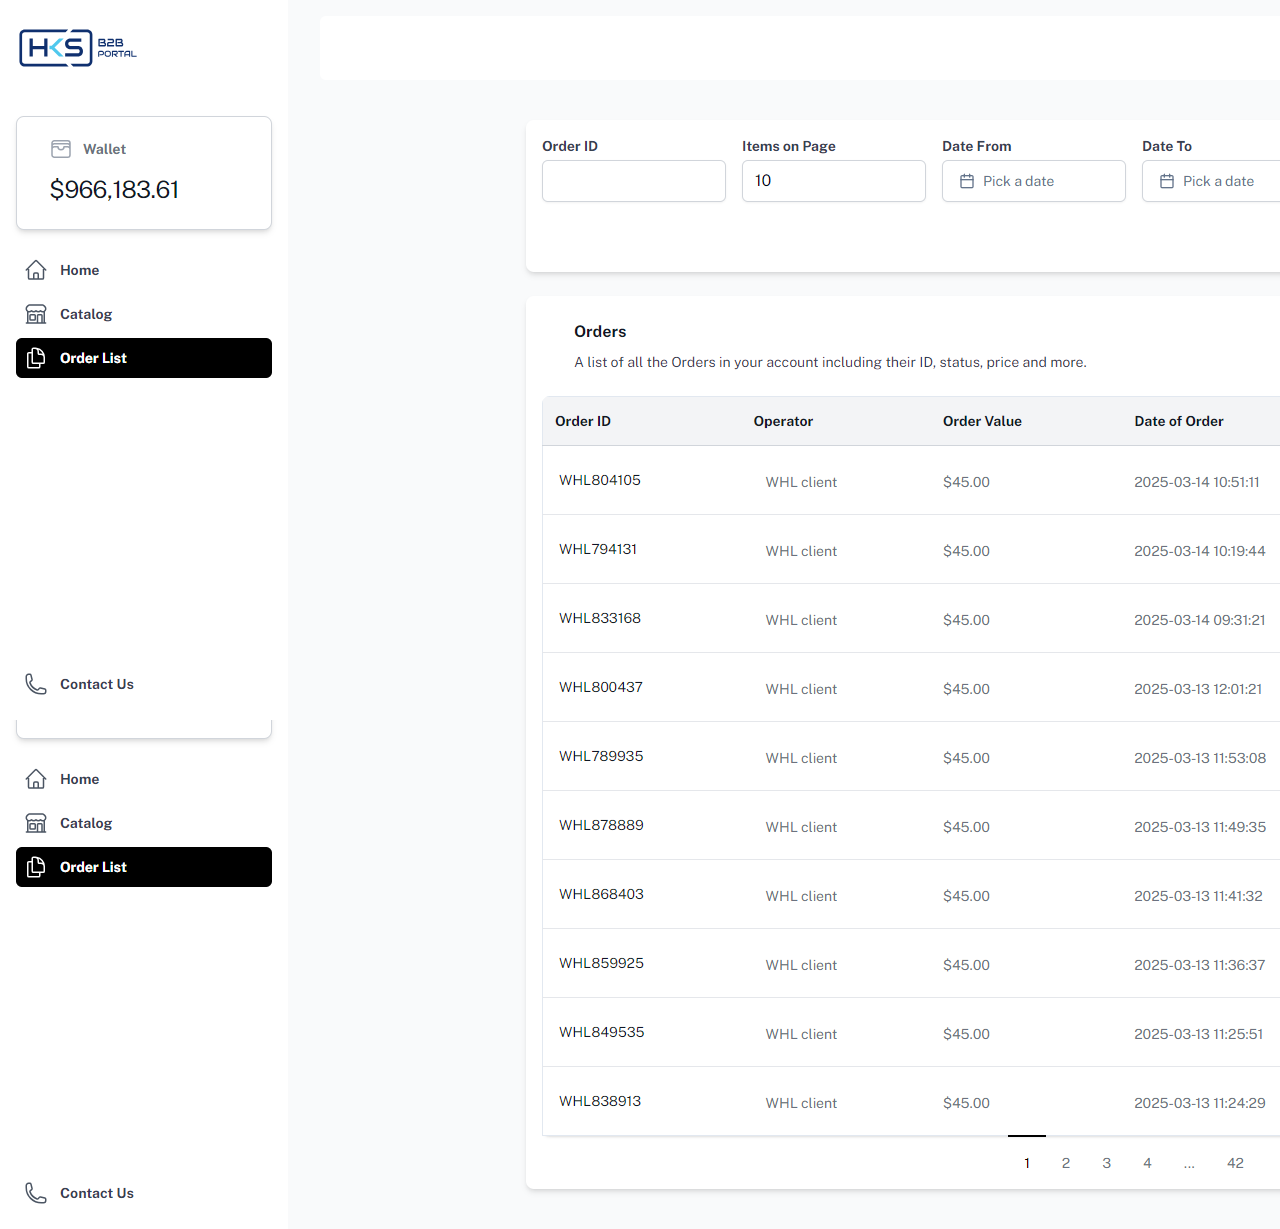 HKS B2B PORTAL
Wallet
$966,183.61
Home
Catalog
Order List
Contact Us
Home
Catalog
Order List
Contact Us
Order ID Items on Page Date From Date To
10 Pick a date Pick a date
Orders
A list of all the Orders in your account including their ID, status, price and more.
Order ID Operator Order Value Date of Order
WHL804105 WHL client $45.00 2025-03-14 10:51:11
WHL794131 WHL client $45.00 2025-03-14 10:19:44
WHL833168 WHL client $45.00 2025-03-14 09:31:21
WHL800437 WHL client $45.00 2025-03-13 12:01:21
WHL789935 WHL client $45.00 2025-03-13 11:53:08
WHL878889 WHL client $45.00 2025-03-13 11:49:35
WHL868403 WHL client $45.00 2025-03-13 11:41:32
WHL859925 WHL client $45.00 2025-03-13 11:36:37
WHL849535 WHL client $45.00 2025-03-13 11:25:51
WHL838913 WHL client $45.00 2025-03-13 11:24:29
1 2 3 4 ... 42